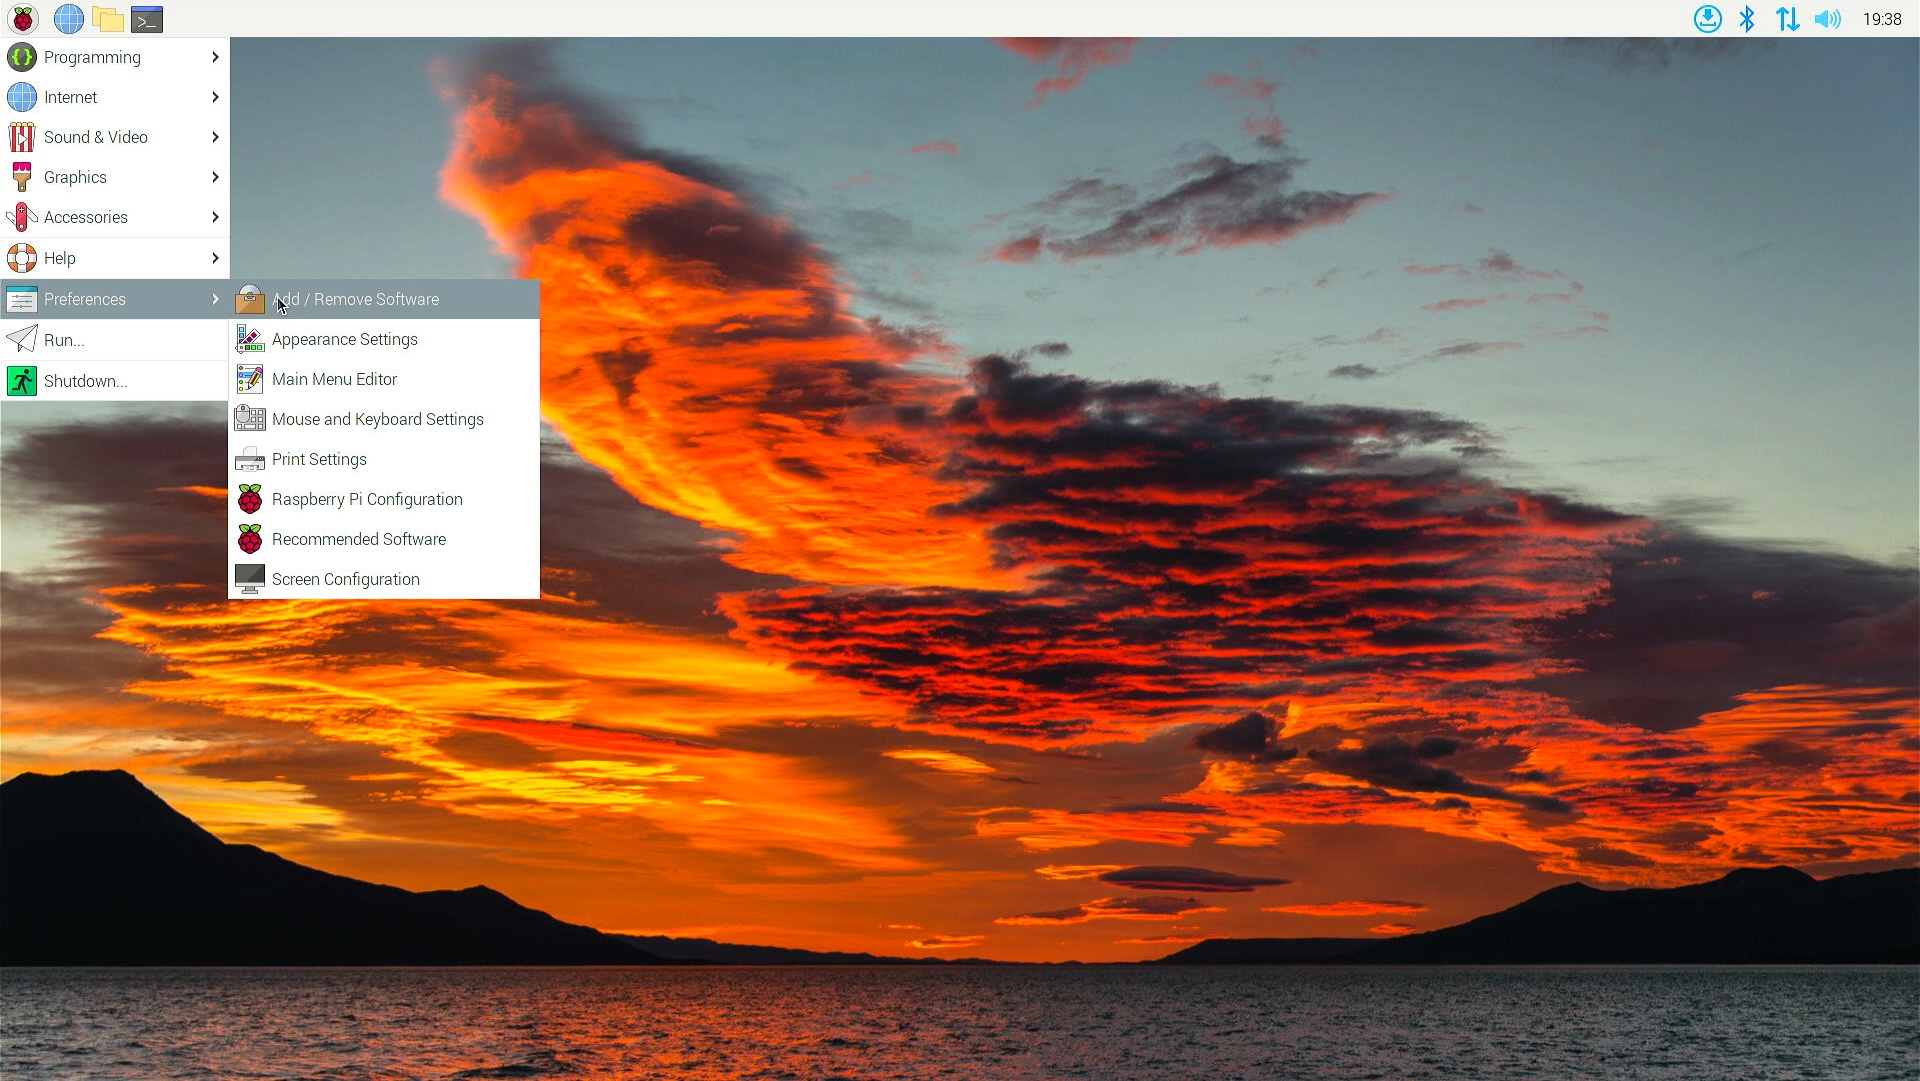 19:38
Programming
Internet
Sound & Video
Graphics
Accessories
Help
Preferences
Run...
Shutdown...
Add / Remove Software
Appearance Settings
Main Menu Editor
Mouse and Keyboard Settings
Print Settings
Raspberry Pi Configuration
Recommended Software
Screen Configuration